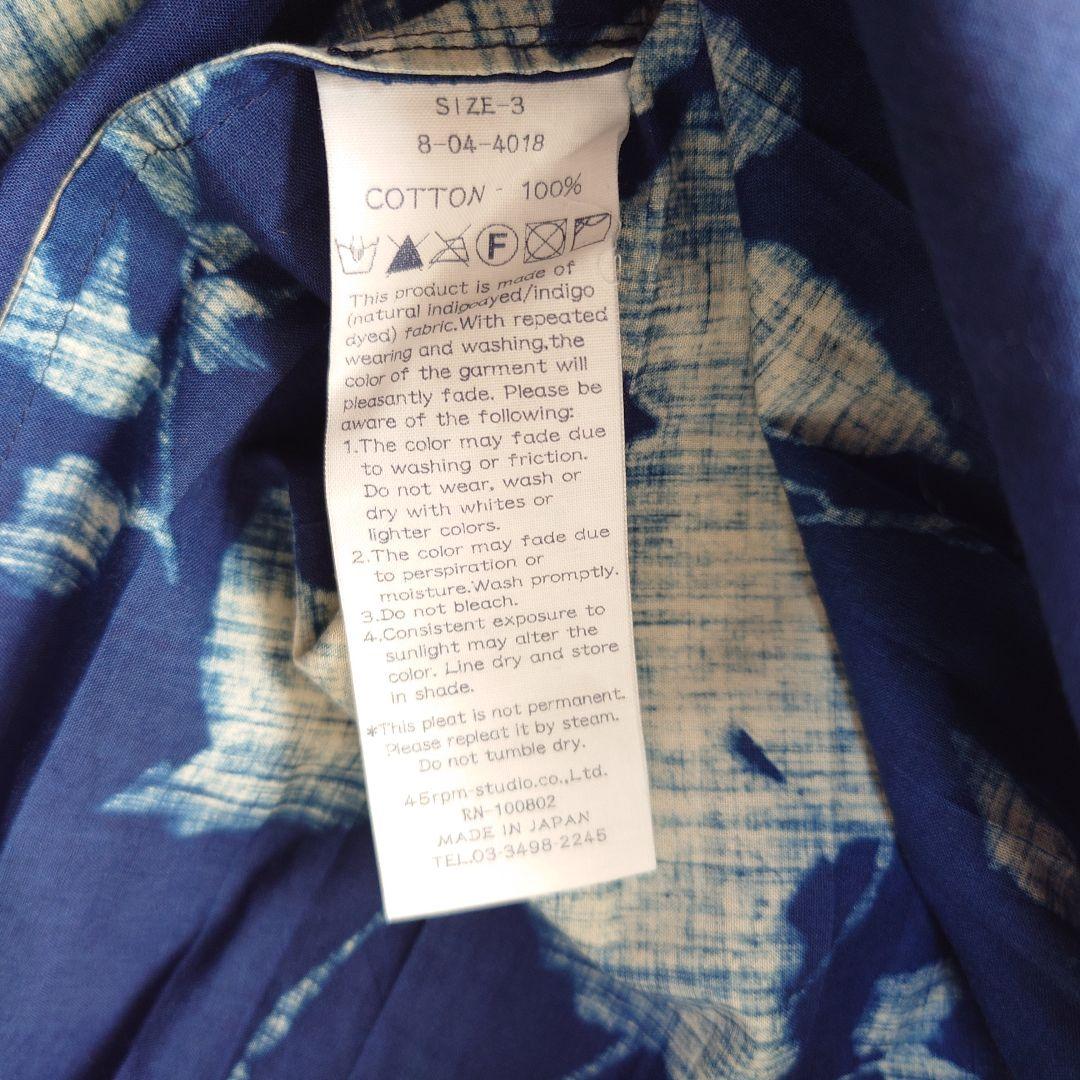 SIZE-3
8-04-4018
COTTON - 100%
F
This product is made of
(natural indigodyed/indigo
dyed) fabric.With repeated
wearing and washing,the
color of the garment will
pleasantly fade. Please be
aware of the following:
1.The color may fade due
to washing or friction.
Do not wear, wash or
dry with whites or
lighter colors.
2.The color may fade due
to perspiration or
moisture.Wash promptly.
3.Do not bleach.
4.Consistent exposure to
sunlight may alter the
color. Line dry and store
in shade.
*This pleat is not permanent.
Please repleat it by steam.
Do not tumble dry.
45rpm-studio.co.,Ltd.
RN-100802
MADE IN JAPAN
TEL.03-3498-2245